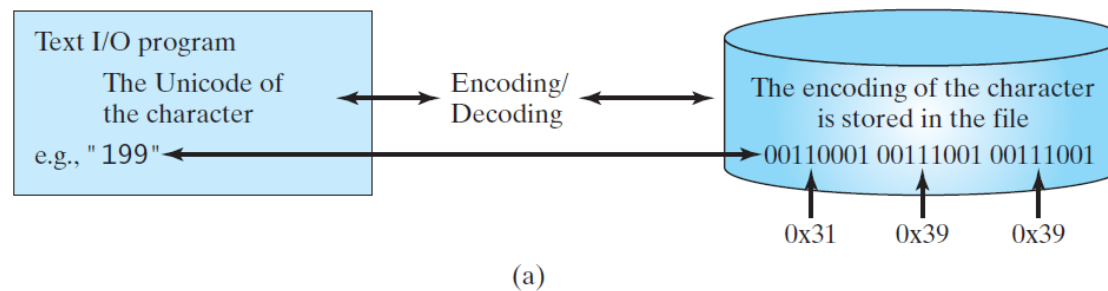 Text I/O program
The Unicode of
the character
e.g., "199"
Encoding/
Decoding
The encoding of the character
is stored in the file
00110001 00111001 00111001
0x31 0x39 0x39
(a)